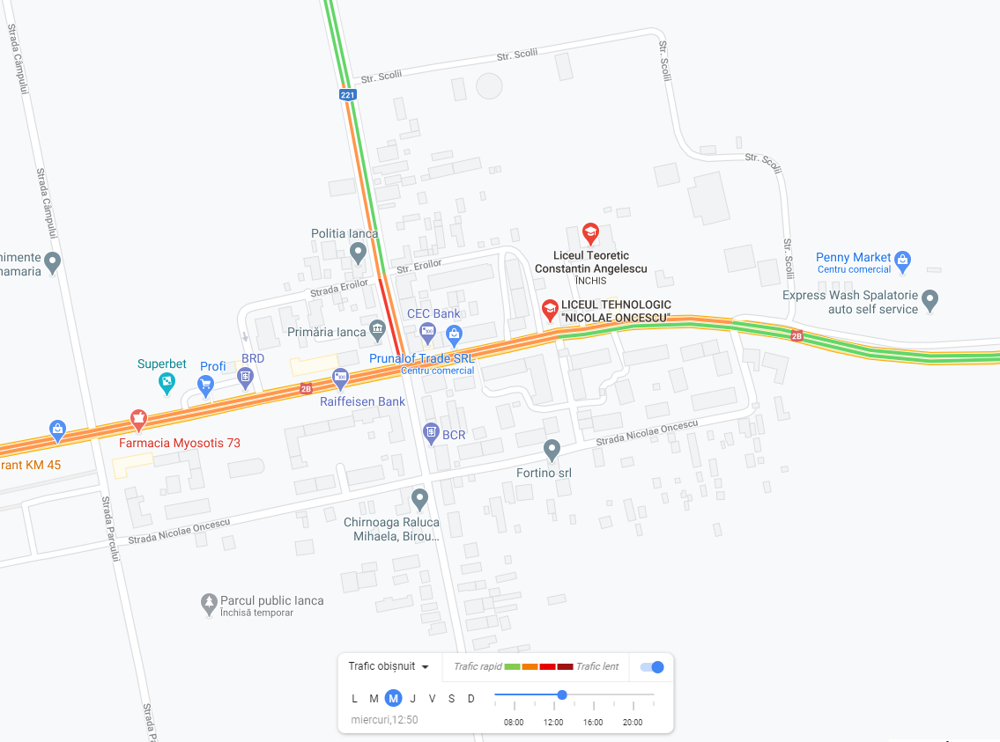 Strada Câmpului
Str. Scolii
Str. Scolii
Str. Scolii
221
Str. Scolii
Strada Câmpului
Politia Ianca
Liceul Teoretic
Constantin Angelescu
ÎNCHIS
Str. Scolii
nimente
namaria
Str. Eroilor
Strada Eroilor
Penny Market
Centru comercial
Express Wash Spalatorie
auto self service
LICEUL TEHNOLOGIC
"NICOLAE ONCESCU"
CEC Bank
Primăria Ianca
2B
Superbet
Profi
BRD
Prunalof Trade SRL
Centru comercial
2B
Raiffeisen Bank
Farmacia Myosotis 73
BCR
Strada Nicolae Oncescu
rant KM 45
Fortino srl
Strada Parcului
Chirnoaga Raluca
Mihaela, Birou...
Strada Nicolae Oncescu
Parcul public Ianca
Închisă temporar
Strada Pa
Trafic obișnuit
Trafic rapid
Trafic lent
L M M J V S D
miercuri,12:50
08:00 12:00 16:00 20:00